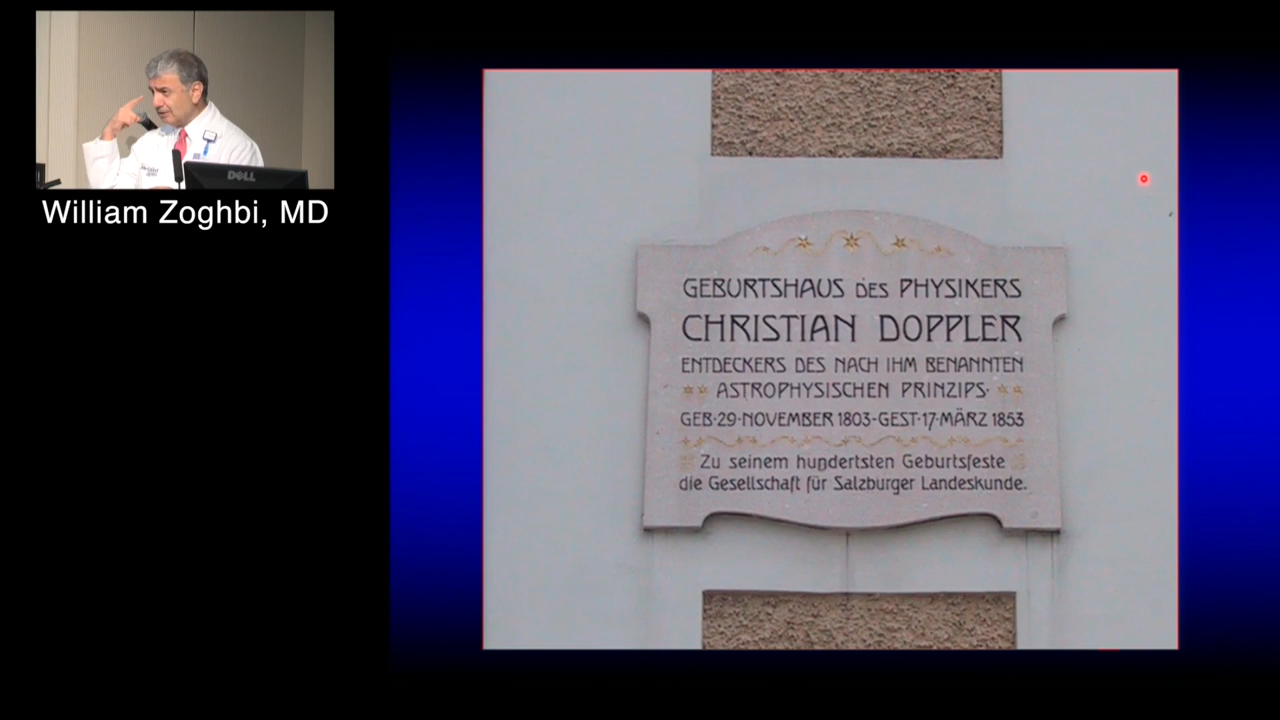 DELL
William Zoghbi, MD
GEBURTSHAUS DES PHYSIKERS
CHRISTIAN DOPPLER
ENTDECKERS DES NACH IHM BENANNTEN
ASTROPHYSISCHEN PRINZIPS·
GEB·29·NOVEMBER 1803-GEST·17·MÄRZ 1853
Zu seinem hundertsten Geburtsfeste
die Gesellschaft für Salzburger Landeskunde.